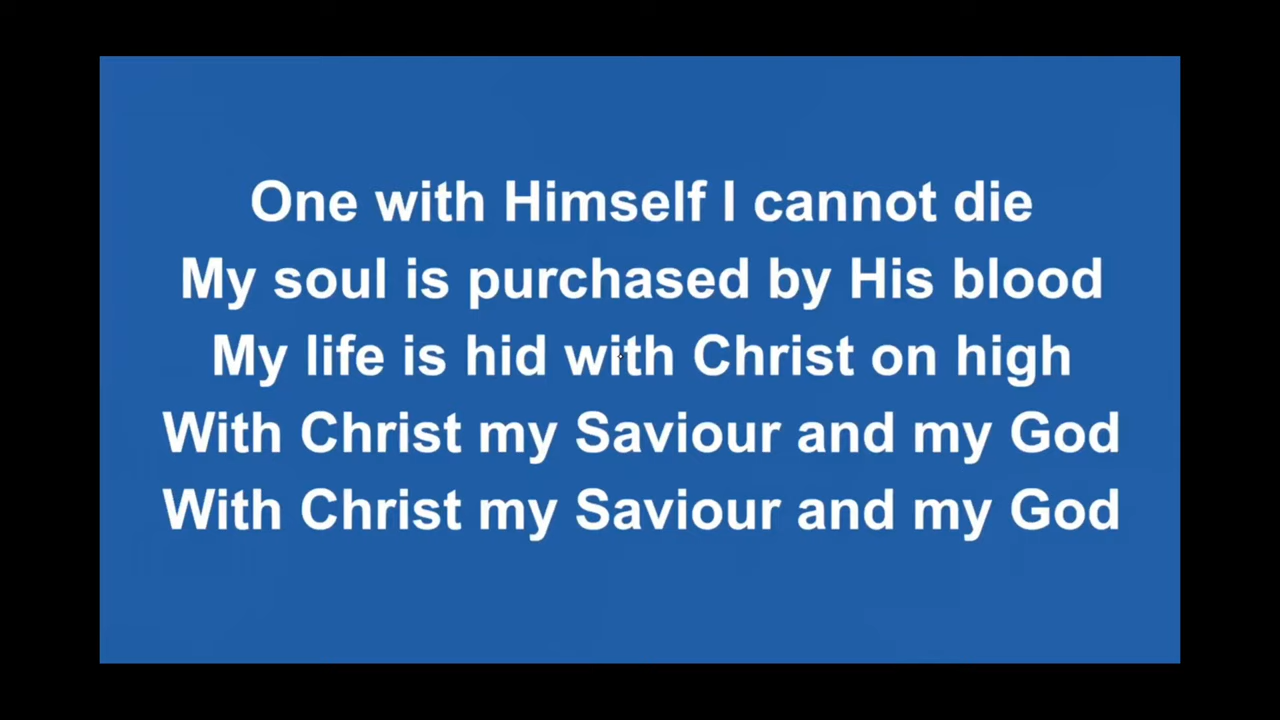 One with Himself I cannot die
My soul is purchased by His blood
My life is hid with Christ on high
With Christ my Saviour and my God
With Christ my Saviour and my God